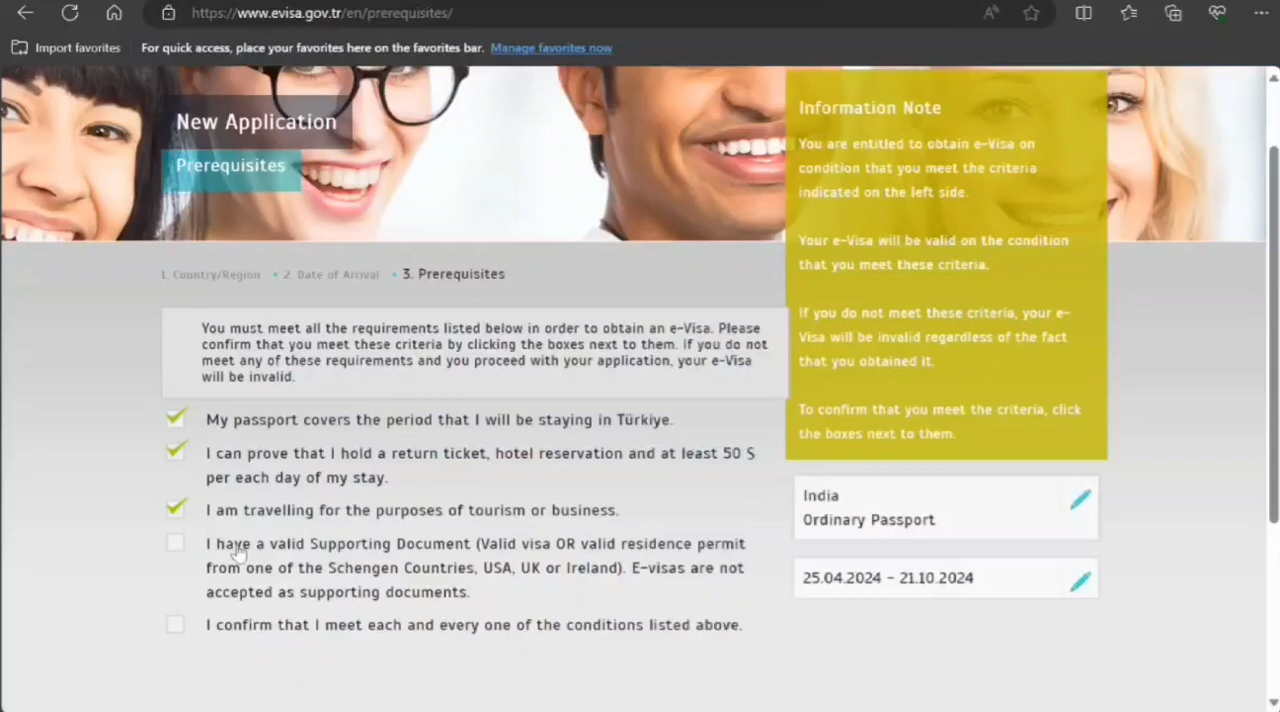 https://www.evisa.gov.tr/en/prerequisites/
Import favorites
For quick access, place your favorites here on the favorites bar. Manage favorites now
New Application
Prerequisites
Information Note
You are entitled to obtain e-Visa on
condition that you meet the criteria
indicated on the left side.
Your e-Visa will be valid on the condition
that you meet these criteria.
If you do not meet these criteria, your e-
Visa will be invalid regardless of the fact
that you obtained it.
To confirm that you meet the criteria, click
the boxes next to them.
1. Country/Region • 2. Date of Arrival • 3. Prerequisites
You must meet all the requirements listed below in order to obtain an e-Visa. Please
confirm that you meet these criteria by clicking the boxes next to them. If you do not
meet any of these requirements and you proceed with your application, your e-Visa
will be invalid.
My passport covers the period that I will be staying in Türkiye.
I can prove that I hold a return ticket, hotel reservation and at least 50 $
per each day of my stay.
I am travelling for the purposes of tourism or business.
I have a valid Supporting Document (Valid visa OR valid residence permit
from one of the Schengen Countries, USA, UK or Ireland). E-visas are not
accepted as supporting documents.
I confirm that I meet each and every one of the conditions listed above.
India
Ordinary Passport
25.04.2024 - 21.10.2024